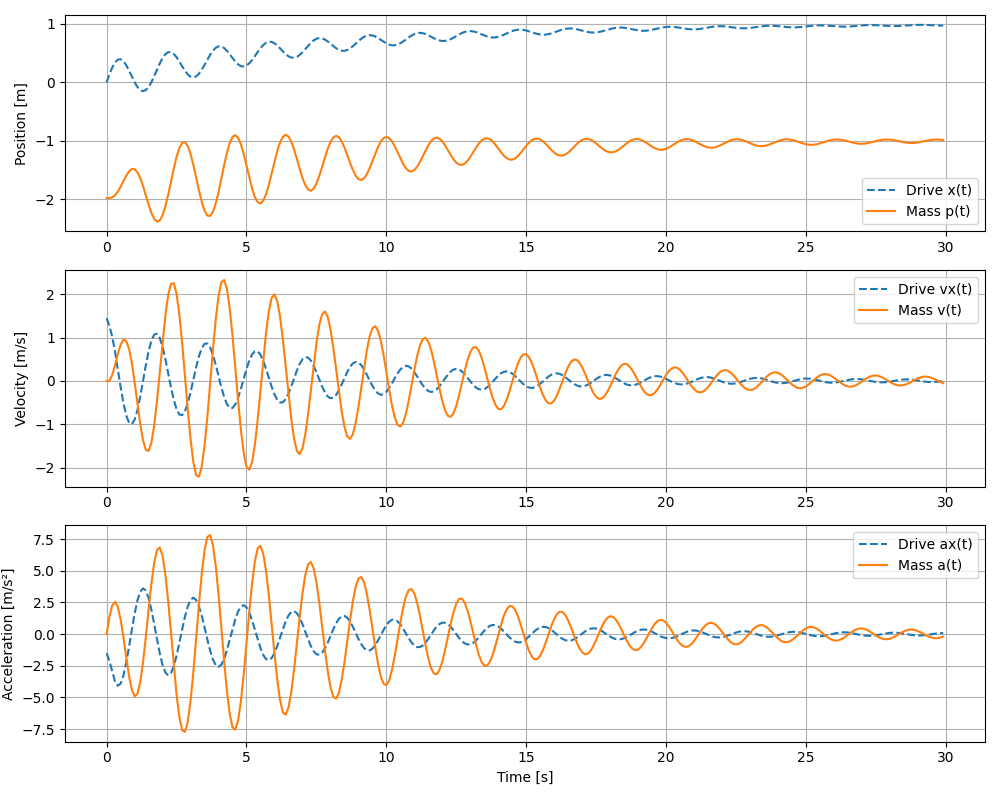 Position [m]
1
0
−1
−2
Drive x(t)
Mass p(t)
0 5 10 15 20 25 30
Velocity [m/s]
2
1
0
−1
−2
Drive vx(t)
Mass v(t)
0 5 10 15 20 25 30
Acceleration [m/s²]
7.5
5.0
2.5
0.0
−2.5
−5.0
−7.5
Drive ax(t)
Mass a(t)
0 5 10 15 20 25 30
Time [s]